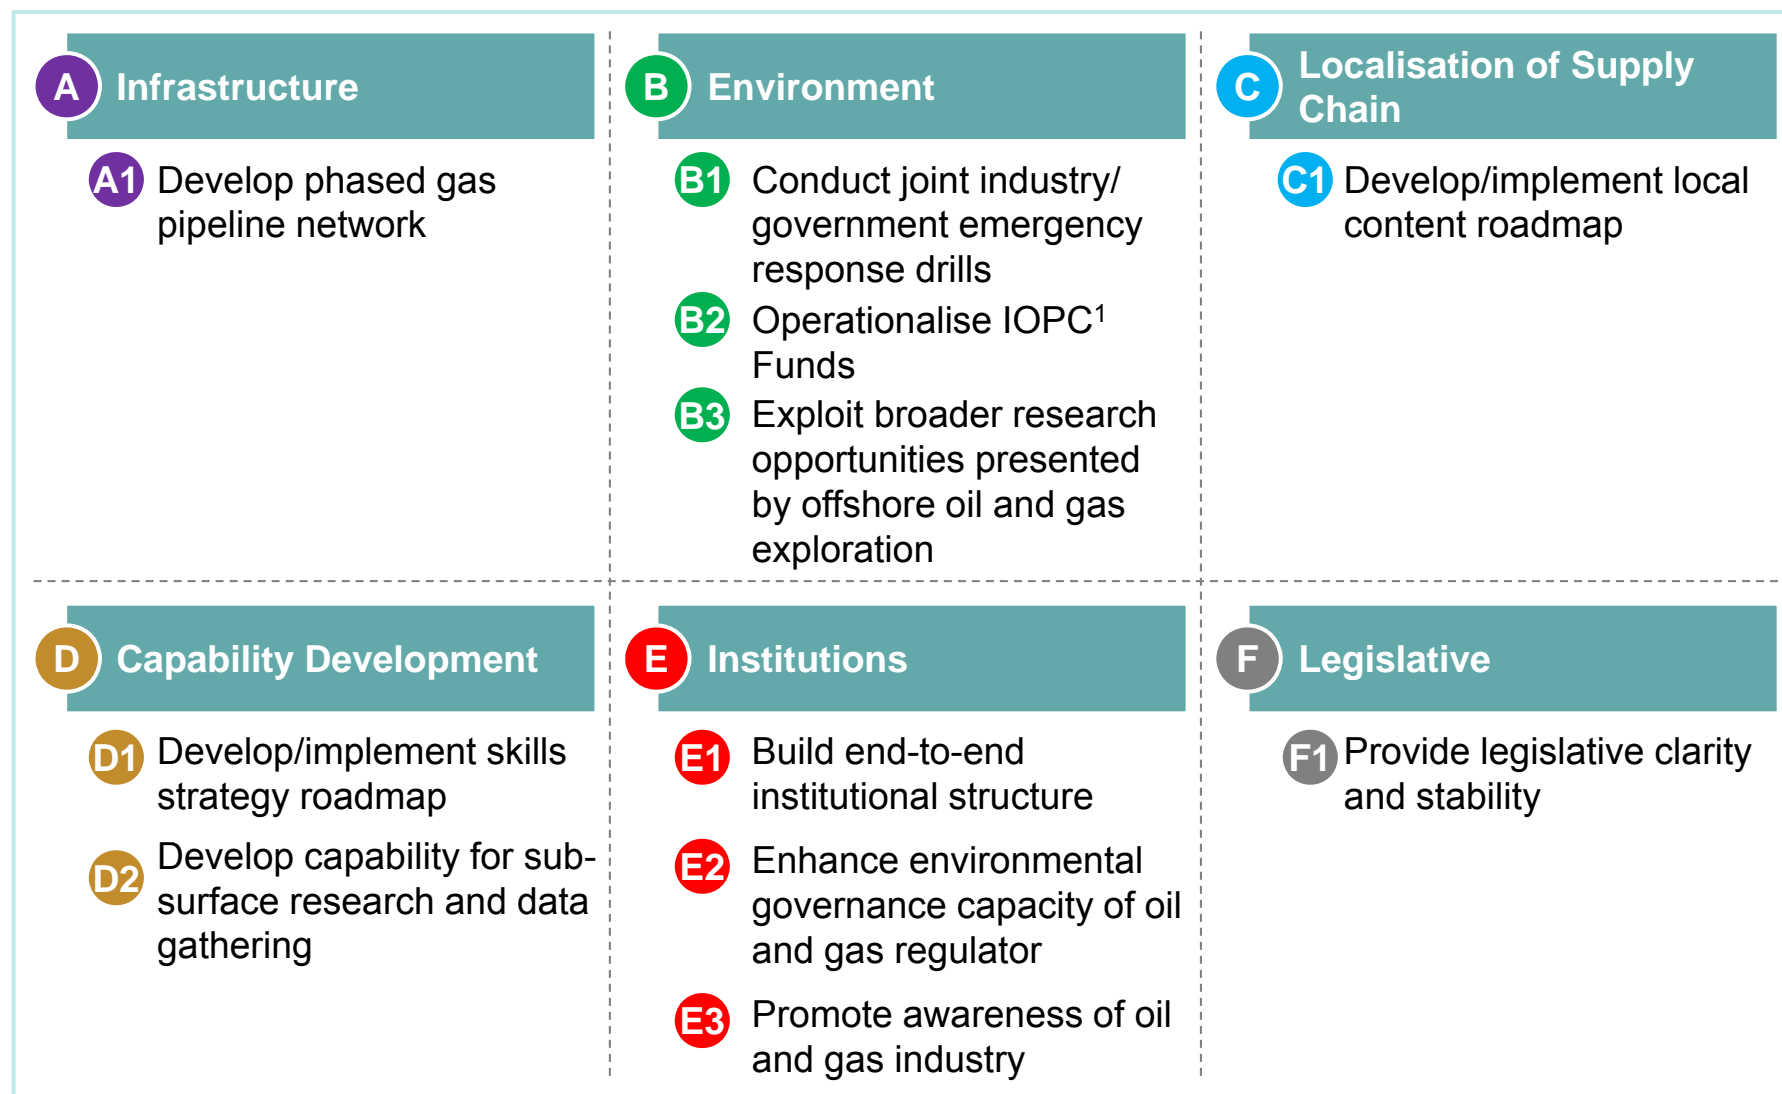 A Infrastructure
A1 Develop phased gas
pipeline network
B Environment
B1 Conduct joint industry/
government emergency
response drills
B2 Operationalise IOPC¹
Funds
B3 Exploit broader research
opportunities presented
by offshore oil and gas
exploration
C Localisation of Supply
Chain
C1 Develop/implement local
content roadmap
D Capability Development
D1 Develop/implement skills
strategy roadmap
D2 Develop capability for sub-
surface research and data
gathering
E Institutions
E1 Build end-to-end
institutional structure
E2 Enhance environmental
governance capacity of oil
and gas regulator
E3 Promote awareness of oil
and gas industry
F Legislative
F1 Provide legislative clarity
and stability